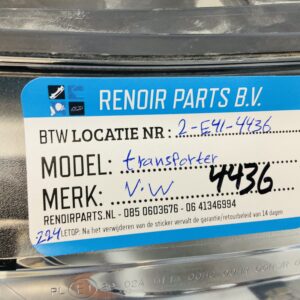 RENOIR PARTS B.V.
BTW LOCATIE NR: 2-E41-4436
MODEL: transporter
MERK: V.W 4436
RENOIRPARTS.NL - 085 0603676 - 06 41346994
224 LETOP: Na het verwijderen van de sticker vervalt de garantie/retourbeleid van 14 dagen